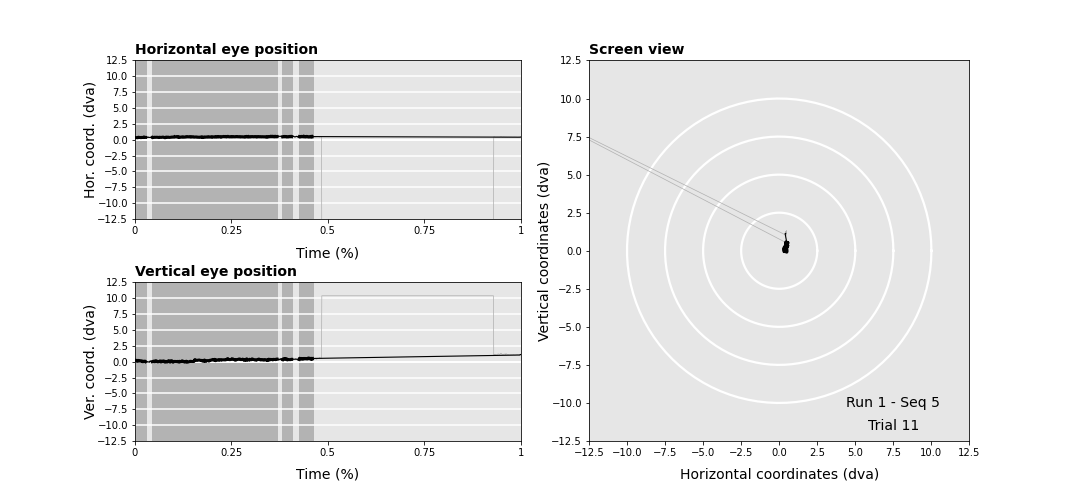 Horizontal eye position
Hor. coord. (dva)
12.5
10.0
7.5
5.0
2.5
0.0
−2.5
−5.0
−7.5
−10.0
−12.5
0 0.25 0.5 0.75 1
Time (%)
Vertical eye position
Ver. coord. (dva)
12.5
10.0
7.5
5.0
2.5
0.0
−2.5
−5.0
−7.5
−10.0
−12.5
0 0.25 0.5 0.75 1
Time (%)
Screen view
Vertical coordinates (dva)
12.5
10.0
7.5
5.0
2.5
0.0
−2.5
−5.0
−7.5
−10.0
−12.5
Run 1 - Seq 5
Trial 11
−12.5 −10.0 −7.5 −5.0 −2.5 0.0 2.5 5.0 7.5 10.0 12.5
Horizontal coordinates (dva)